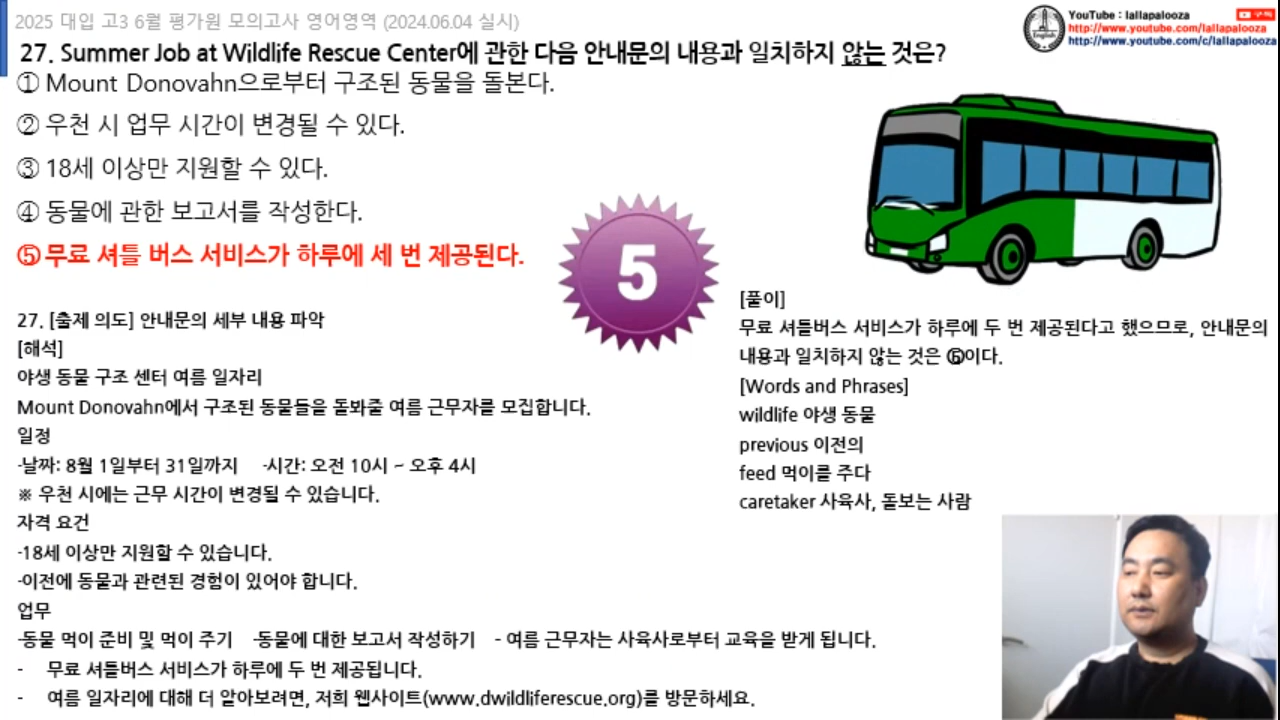 2025 대입 고3 6월 평가원 모의고사 영어영역 (2024.06.04 실시)
YouTube : lallapalooza
구독
http://www.youtube.com/lallapalooza
http://www.youtube.com/c/lallapalooza
27. Summer Job at Wildlife Rescue Center에 관한 다음 안내문의 내용과 일치하지 않는 것은?
① Mount Donovahn으로부터 구조된 동물을 돌본다.
② 우천 시 업무 시간이 변경될 수 있다.
③ 18세 이상만 지원할 수 있다.
④ 동물에 관한 보고서를 작성한다.
⑤ 무료 셔틀 버스 서비스가 하루에 세 번 제공된다.
5
27. [출제 의도] 안내문의 세부 내용 파악
[해석]
야생 동물 구조 센터 여름 일자리
Mount Donovahn에서 구조된 동물들을 돌봐줄 여름 근무자를 모집합니다.
일정
-날짜: 8월 1일부터 31일까지 -시간: 오전 10시 ~ 오후 4시
※ 우천 시에는 근무 시간이 변경될 수 있습니다.
자격 요건
-18세 이상만 지원할 수 있습니다.
-이전에 동물과 관련된 경험이 있어야 합니다.
업무
-동물 먹이 준비 및 먹이 주기 -동물에 대한 보고서 작성하기 - 여름 근무자는 사육사로부터 교육을 받게 됩니다.
- 무료 셔틀버스 서비스가 하루에 두 번 제공됩니다.
- 여름 일자리에 대해 더 알아보려면, 저희 웹사이트(www.dwildliferescue.org)를 방문하세요.
[풀이]
무료 셔틀버스 서비스가 하루에 두 번 제공된다고 했으므로, 안내문의
내용과 일치하지 않는 것은 ⑤이다.
[Words and Phrases]
wildlife 야생 동물
previous 이전의
feed 먹이를 주다
caretaker 사육사, 돌보는 사람